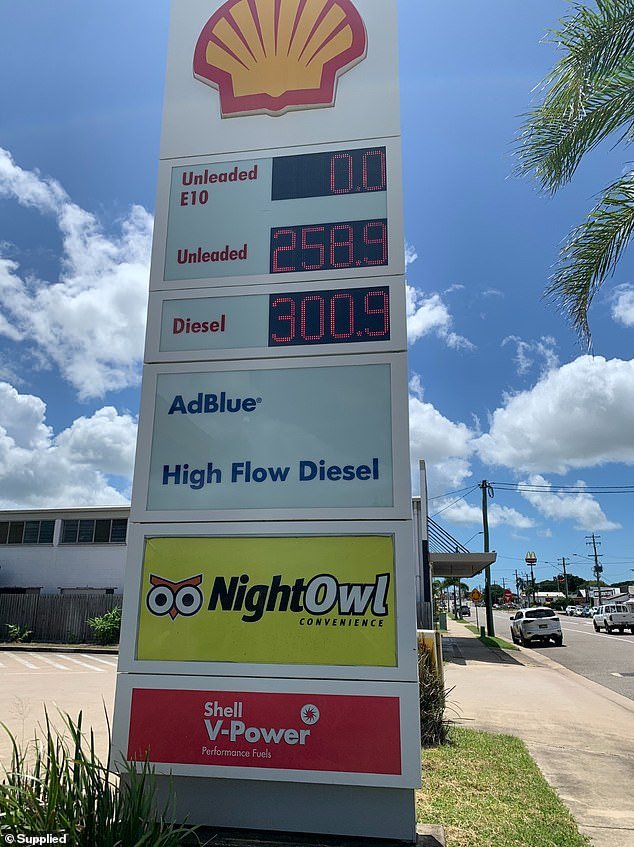 Unleaded
E10
0.0
Unleaded
258.9
Diesel
300.9
AdBlue®
High Flow Diesel
NightOwl
CONVENIENCE
Shell
V-Power
Performance Fuels
© Supplied